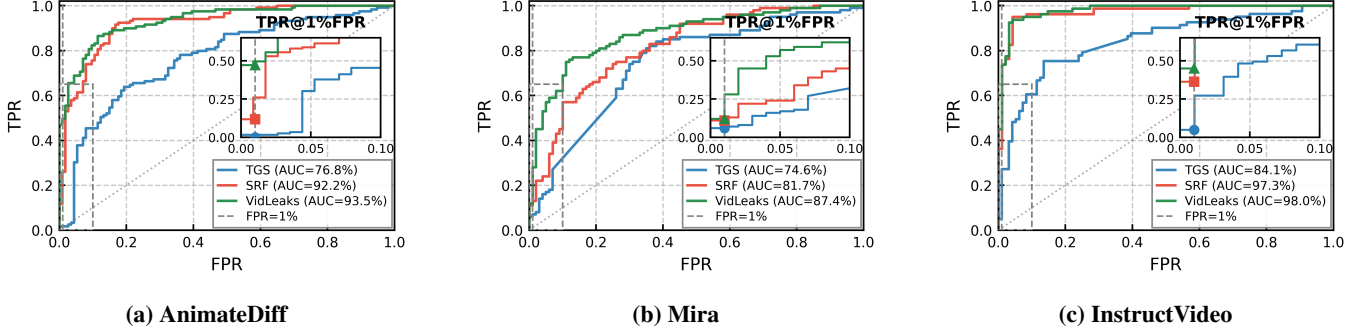 TPR@1%FPR
1.0
0.8
0.6
0.4
0.2
0.0
TPR
0.50
0.25
0.00
0.00 0.05 0.10
TGS (AUC=76.8%)
SRF (AUC=92.2%)
VidLeaks (AUC=93.5%)
FPR=1%
0.0 0.2 0.4 0.6 0.8 1.0
FPR
(a) AnimateDiff
TPR@1%FPR
1.0
0.8
0.6
0.4
0.2
0.0
TPR
0.50
0.25
0.00
0.00 0.05 0.10
TGS (AUC=74.6%)
SRF (AUC=81.7%)
VidLeaks (AUC=87.4%)
FPR=1%
0.0 0.2 0.4 0.6 0.8 1.0
FPR
(b) Mira
TPR@1%FPR
1.0
0.8
0.6
0.4
0.2
0.0
TPR
0.50
0.25
0.00
0.00 0.05 0.10
TGS (AUC=84.1%)
SRF (AUC=97.3%)
VidLeaks (AUC=98.0%)
FPR=1%
0.0 0.2 0.4 0.6 0.8 1.0
FPR
(c) InstructVideo